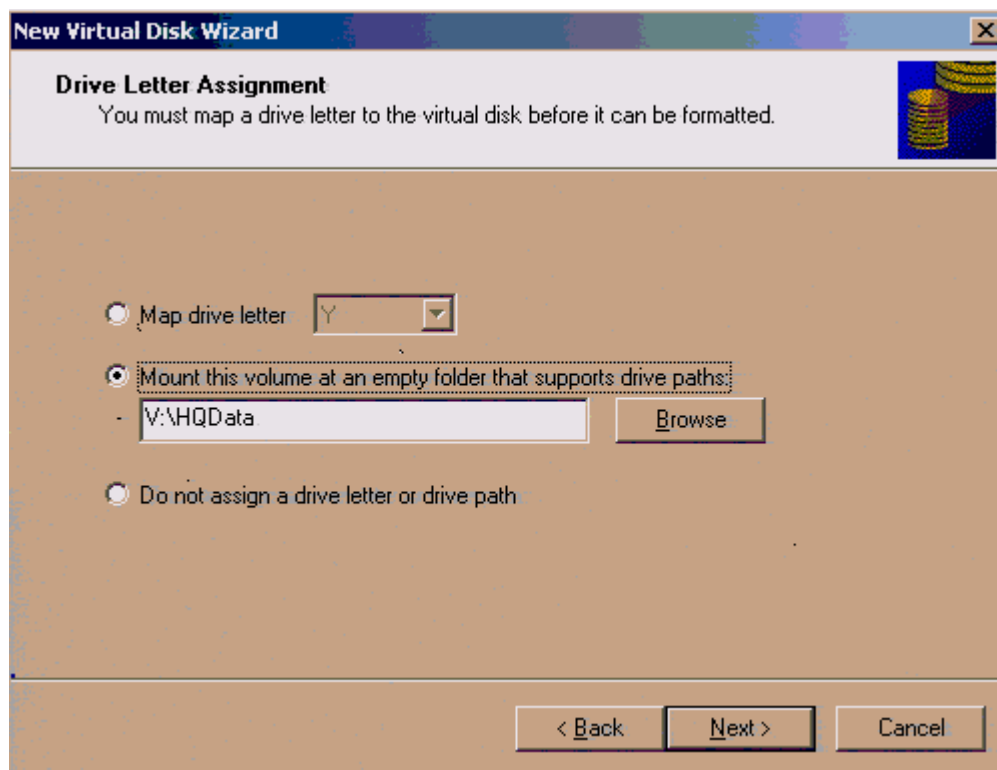 New Virtual Disk Wizard
Drive Letter Assignment
You must map a drive letter to the virtual disk before it can be formatted.
Map drive letter Y
Mount this volume at an empty folder that supports drive paths:
V:\HQData
Browse
Do not assign a drive letter or drive path
< Back
Next >
Cancel